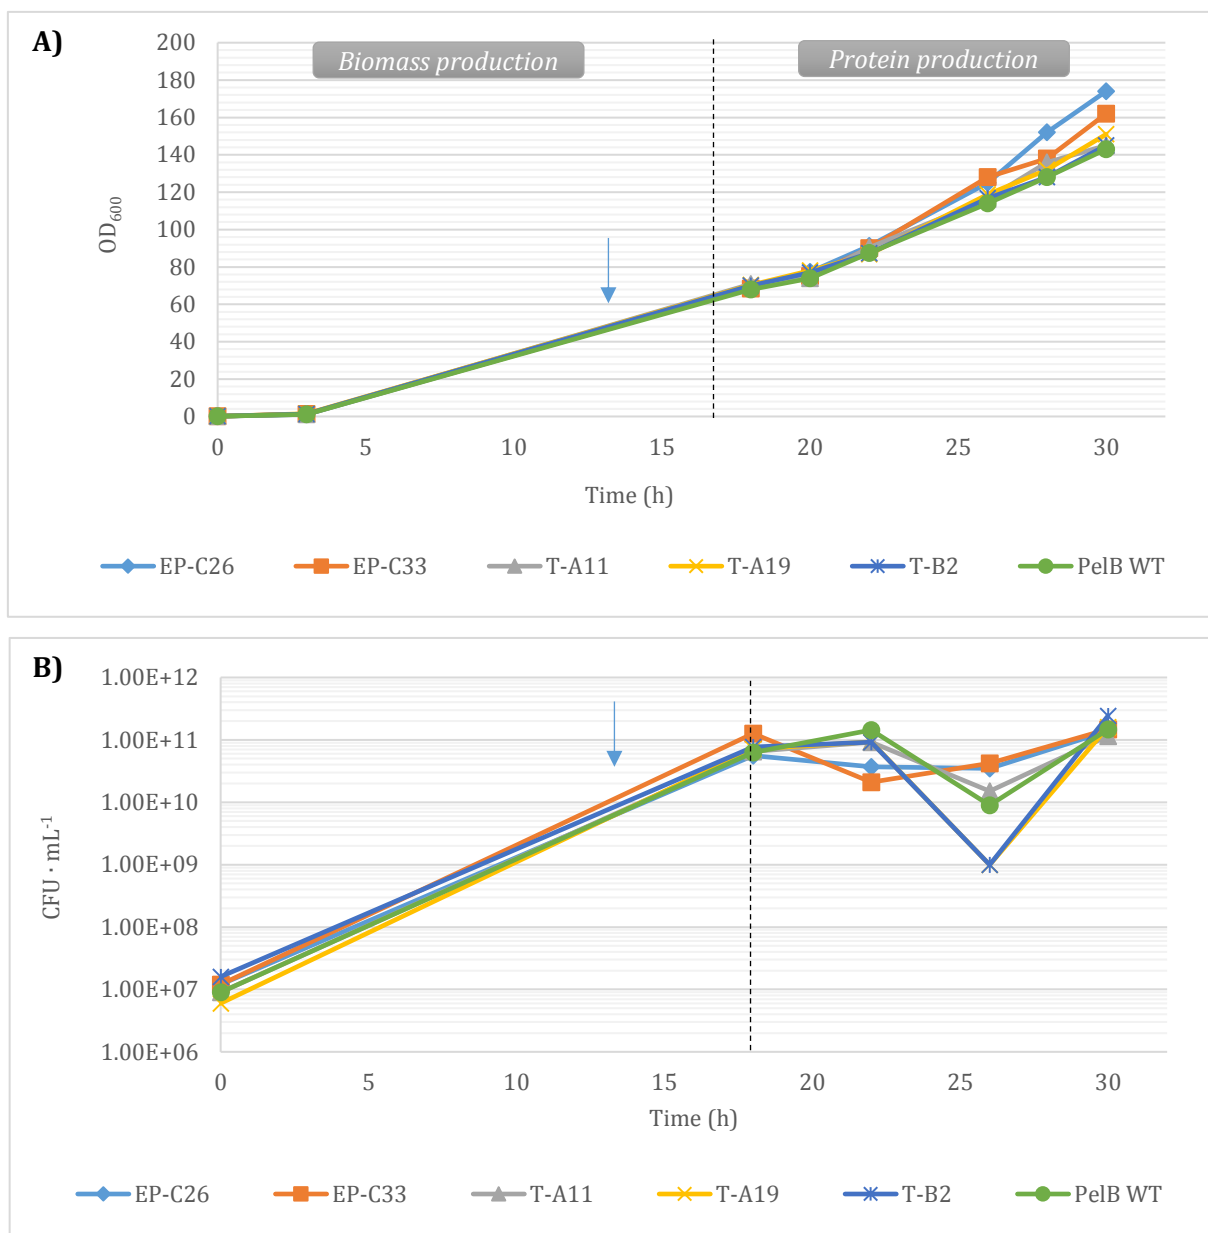 A)
Biomass production Protein production
200
180
160
140
120
100
80
60
40
20
0
OD600
0 5 10 15 20 25 30
Time (h)
EP-C26 EP-C33 T-A11 T-A19 T-B2 PelB WT
B)
1.00E+12
1.00E+11
1.00E+10
1.00E+09
1.00E+08
1.00E+07
1.00E+06
CFU · mL-1
0 5 10 15 20 25 30
Time (h)
EP-C26 EP-C33 T-A11 T-A19 T-B2 PelB WT